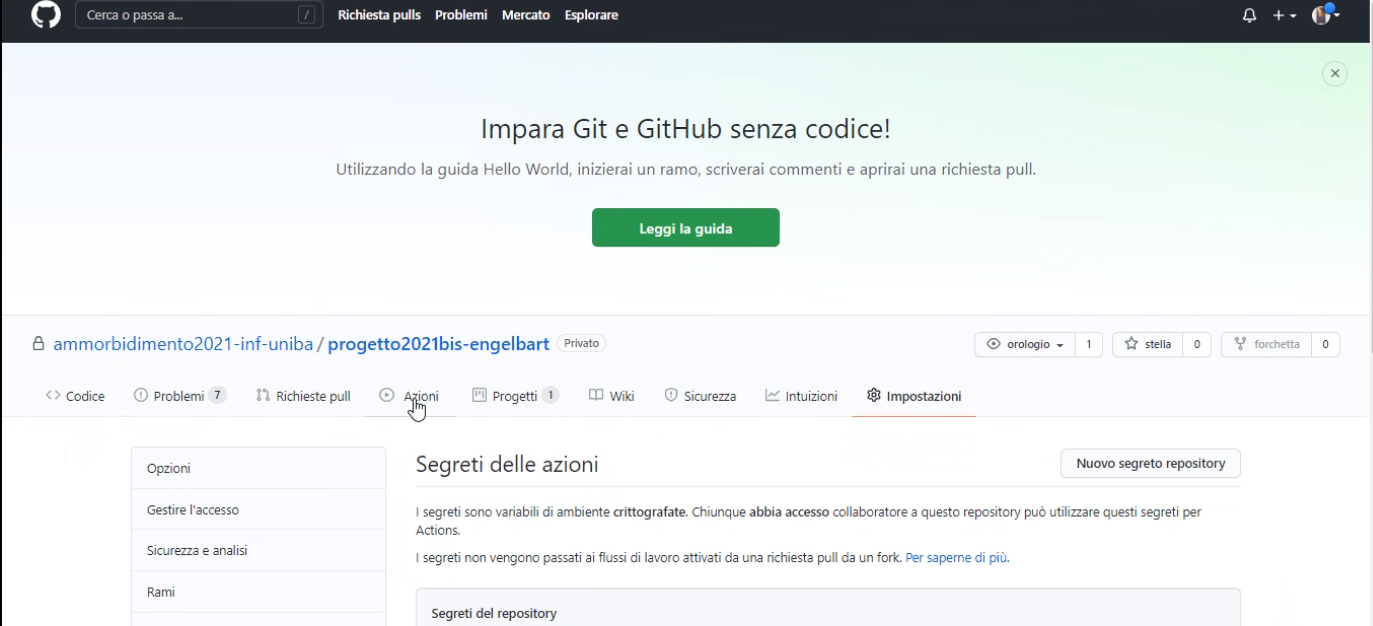 Cerca o passa a... / Richiesta pulls Problemi Mercato Esplorare
Impara Git e GitHub senza codice!
Utilizzando la guida Hello World, inizierai un ramo, scriverai commenti e aprirai una richiesta pull.
Leggi la guida
ammorbidimento2021-inf-uniba / progetto2021bis-engelbart Privato orologio 1 stella 0 forchetta 0
Codice Problemi 7 Richieste pull Azioni Progetti 1 Wiki Sicurezza Intuizioni Impostazioni
Opzioni
Gestire l'accesso
Sicurezza e analisi
Rami
Segreti delle azioni Nuovo segreto repository
I segreti sono variabili di ambiente crittografate. Chiunque abbia accesso collaboratore a questo repository può utilizzare questi segreti per
Actions.
I segreti non vengono passati ai flussi di lavoro attivati da una richiesta pull da un fork. Per saperne di più.
Segreti del repository